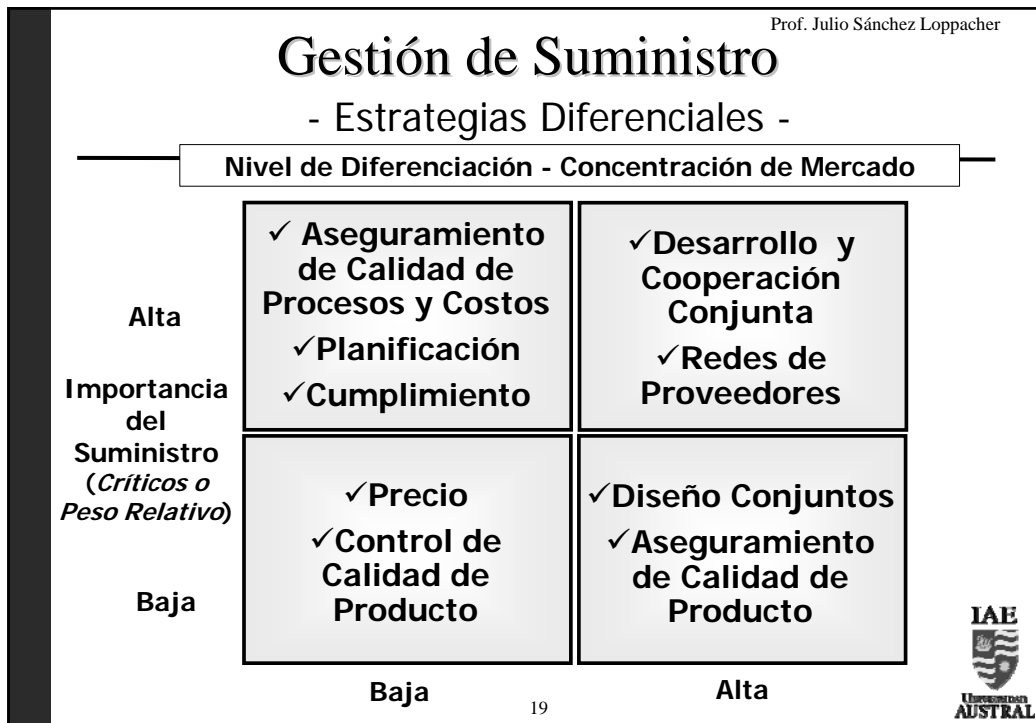 Prof. Julio Sánchez Loppacher
Gestión de Suministro
- Estrategias Diferenciales -
Nivel de Diferenciación - Concentración de Mercado
Alta
Importancia
del
Suministro
(Críticos o
Peso Relativo)
Baja
✓ Aseguramiento
de Calidad de
Procesos y Costos
✓Planificación
✓Cumplimiento
✓Desarrollo y
Cooperación
Conjunta
✓Redes de
Proveedores
✓Precio
✓Control de
Calidad de
Producto
✓Diseño Conjuntos
✓Aseguramiento
de Calidad de
Producto
Baja
Alta
19
IAE
Universidad
AUSTRAL